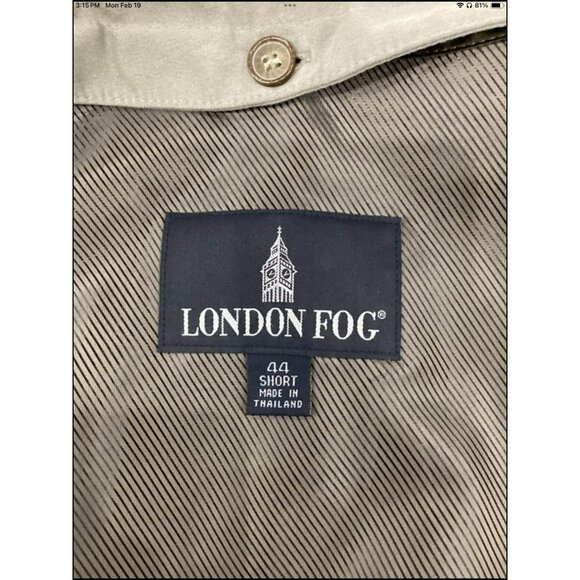 3:15 PM Mon Feb 19
81%
LONDON FOG®
44
SHORT
MADE IN
THAILAND